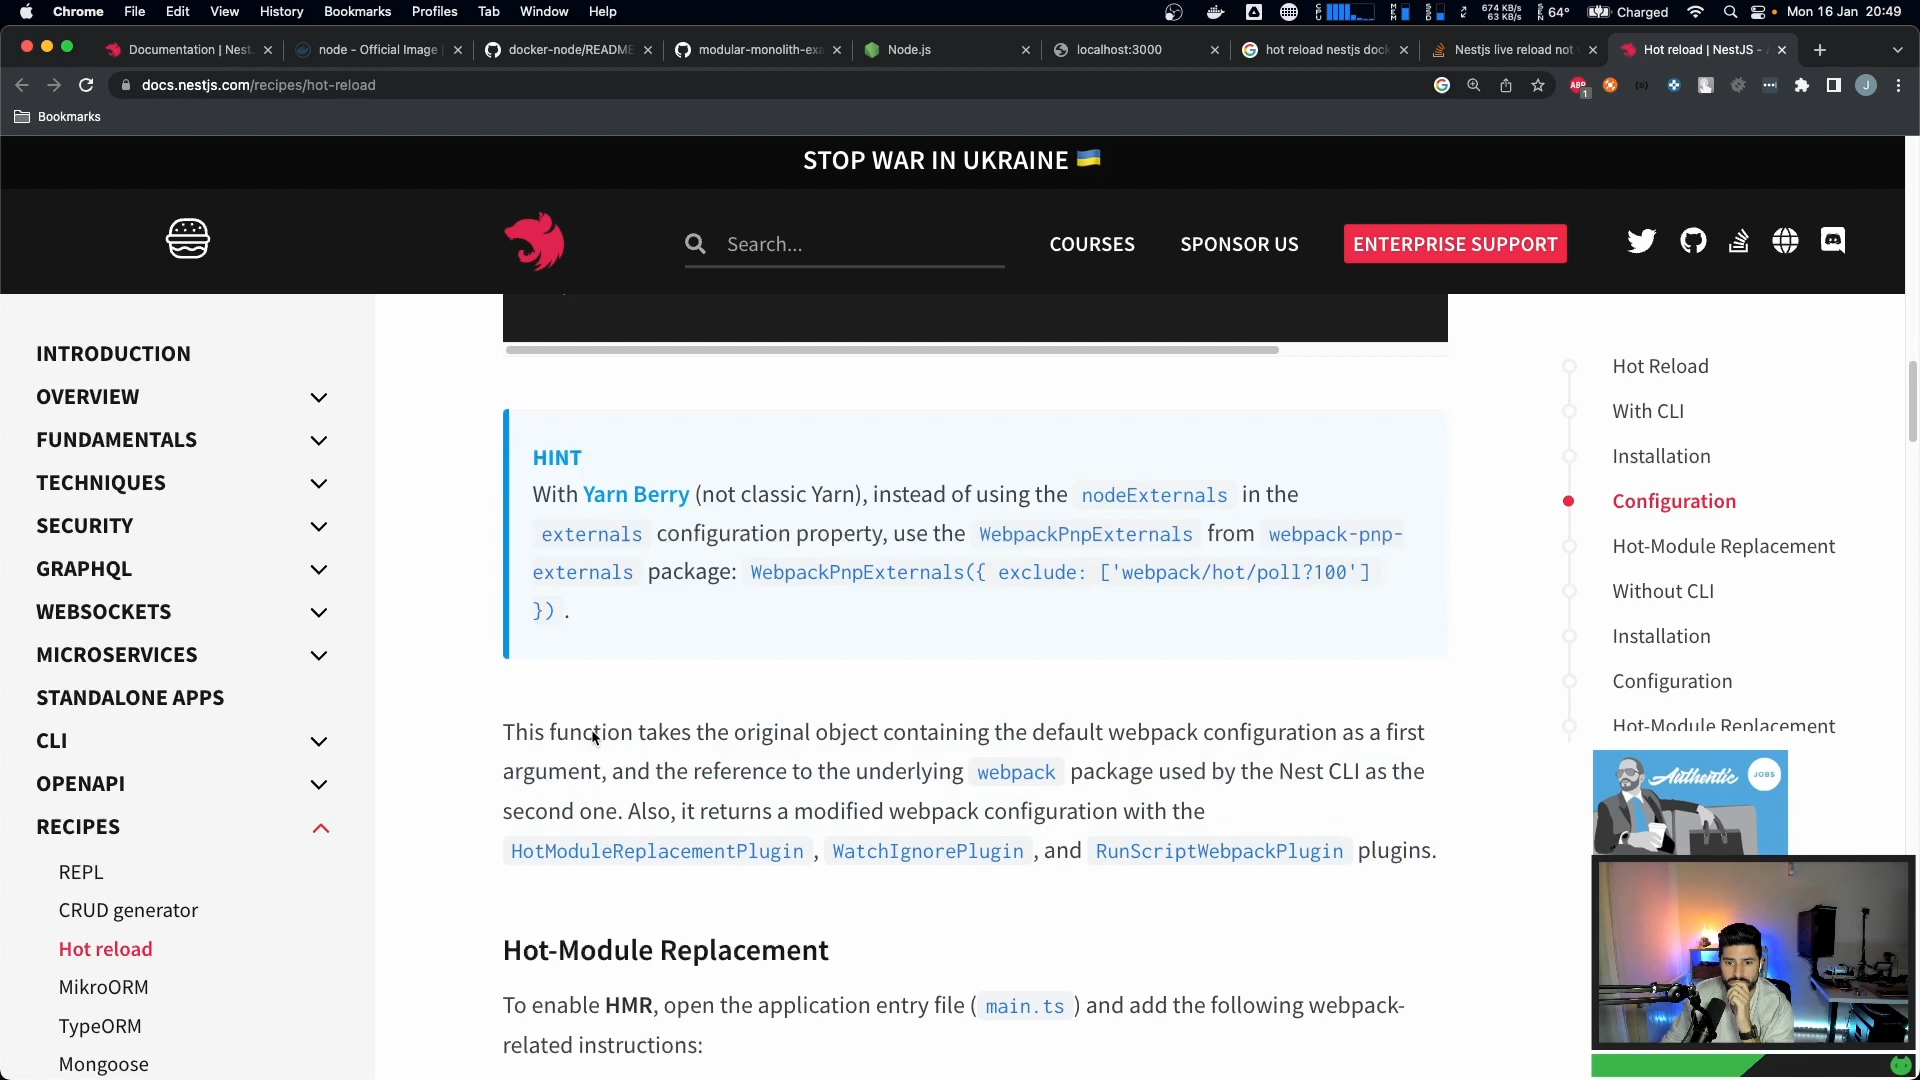 Chrome File Edit View History Bookmarks Profiles Tab Window Help
674 KB/s
63 KB/s
64° Charged Mon 16 Jan 20:49
Documentation | Nest node - Official Image docker-node/README modular-monolith-exa Node.js localhost:3000 hot reload nestjs dock Nestjs live reload not Hot reload | NestJS -
docs.nestjs.com/recipes/hot-reload
ABP 1 J
Bookmarks
STOP WAR IN UKRAINE 🇺🇦
Search... COURSES SPONSOR US ENTERPRISE SUPPORT
INTRODUCTION
OVERVIEW
FUNDAMENTALS
TECHNIQUES
SECURITY
GRAPHQL
WEBSOCKETS
MICROSERVICES
STANDALONE APPS
CLI
OPENAPI
RECIPES
REPL
CRUD generator
Hot reload
MikroORM
TypeORM
Mongoose
HINT
With Yarn Berry (not classic Yarn), instead of using the nodeExternals in the
externals configuration property, use the WebpackPnpExternals from webpack-pnp-
externals package: WebpackPnpExternals({ exclude: ['webpack/hot/poll?100']
}) .
This function takes the original object containing the default webpack configuration as a first
argument, and the reference to the underlying webpack package used by the Nest CLI as the
second one. Also, it returns a modified webpack configuration with the
HotModuleReplacementPlugin , WatchIgnorePlugin , and RunScriptWebpackPlugin plugins.
Hot-Module Replacement
To enable HMR, open the application entry file ( main.ts ) and add the following webpack-
related instructions:
Hot Reload
With CLI
Installation
Configuration
Hot-Module Replacement
Without CLI
Installation
Configuration
Hot-Module Replacement
Authentic JOBS